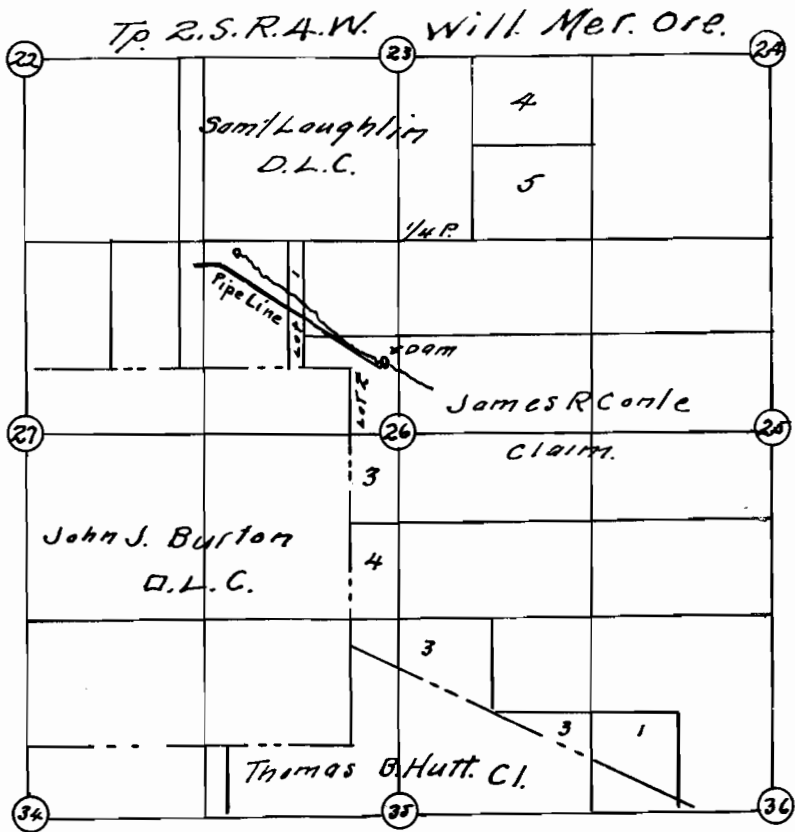 Tp. 2.S.R.4.W. Will. Mer. Ore.
22
23
24
Sam'l Laughlin
D.L.C.
4
5
1/4 P.
Pipe Line
Lot 1
Dam
Lot 2
James R Conle
Claim.
27
26
25
3
John J. Burton
D.L.C.
4
3
3
1
Thomas B. Hutt. Cl.
34
35
36